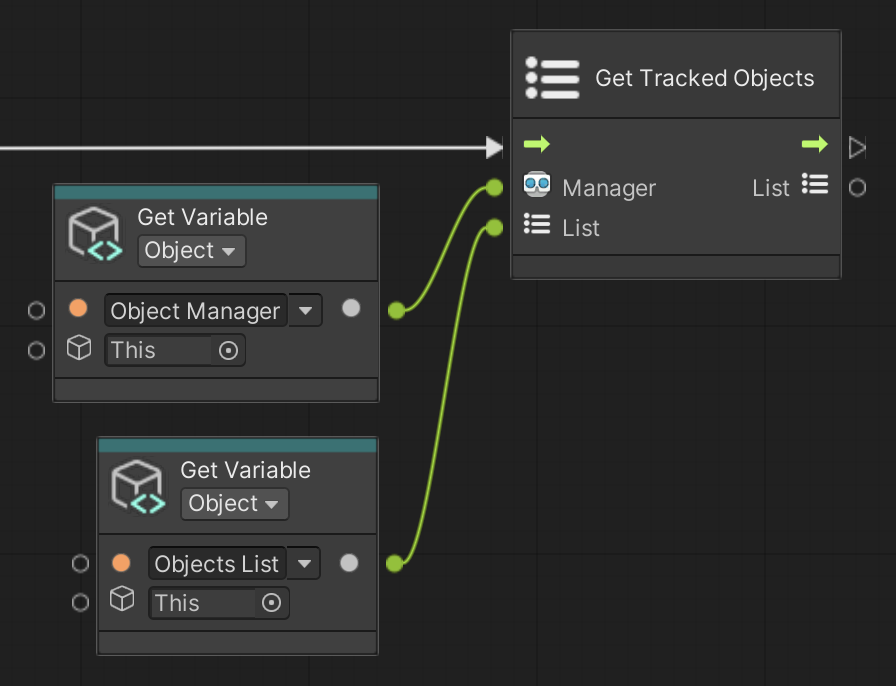 Get Tracked Objects
Manager
List
List
Get Variable
Object
Object Manager
This
Get Variable
Object
Objects List
This